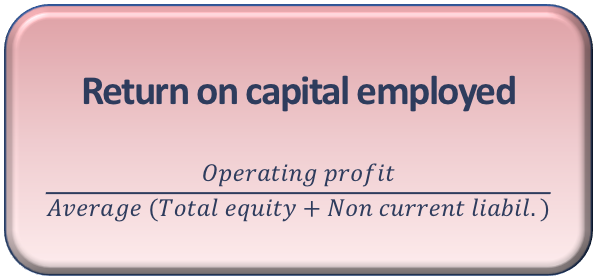 Return on capital employed
Operating profit
Average (Total equity + Non current liabil.)